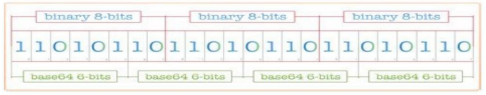 binary 8-bits binary 8-bits binary 8-bits
110101101101011011010110
base64 6-bits base64 6-bits base64 6-bits base64 6-bits